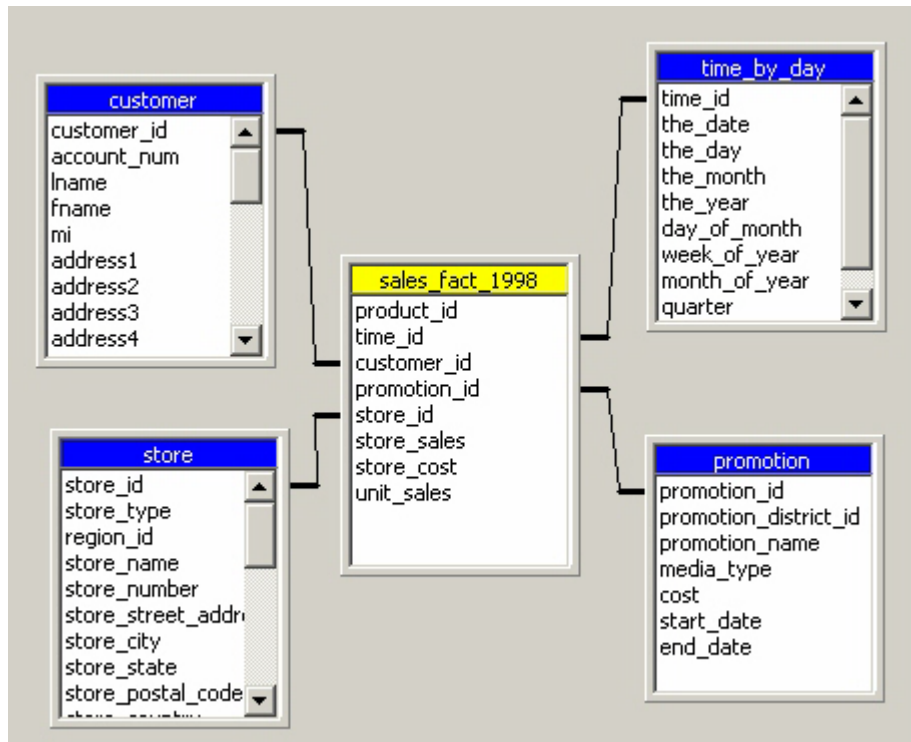 customer
customer_id
account_num
lname
fname
mi
address1
address2
address3
address4
time_by_day
time_id
the_date
the_day
the_month
the_year
day_of_month
week_of_year
month_of_year
quarter
sales_fact_1998
product_id
time_id
customer_id
promotion_id
store_id
store_sales
store_cost
unit_sales
store
store_id
store_type
region_id
store_name
store_number
store_street_addr
store_city
store_state
store_postal_code
promotion
promotion_id
promotion_district_id
promotion_name
media_type
cost
start_date
end_date